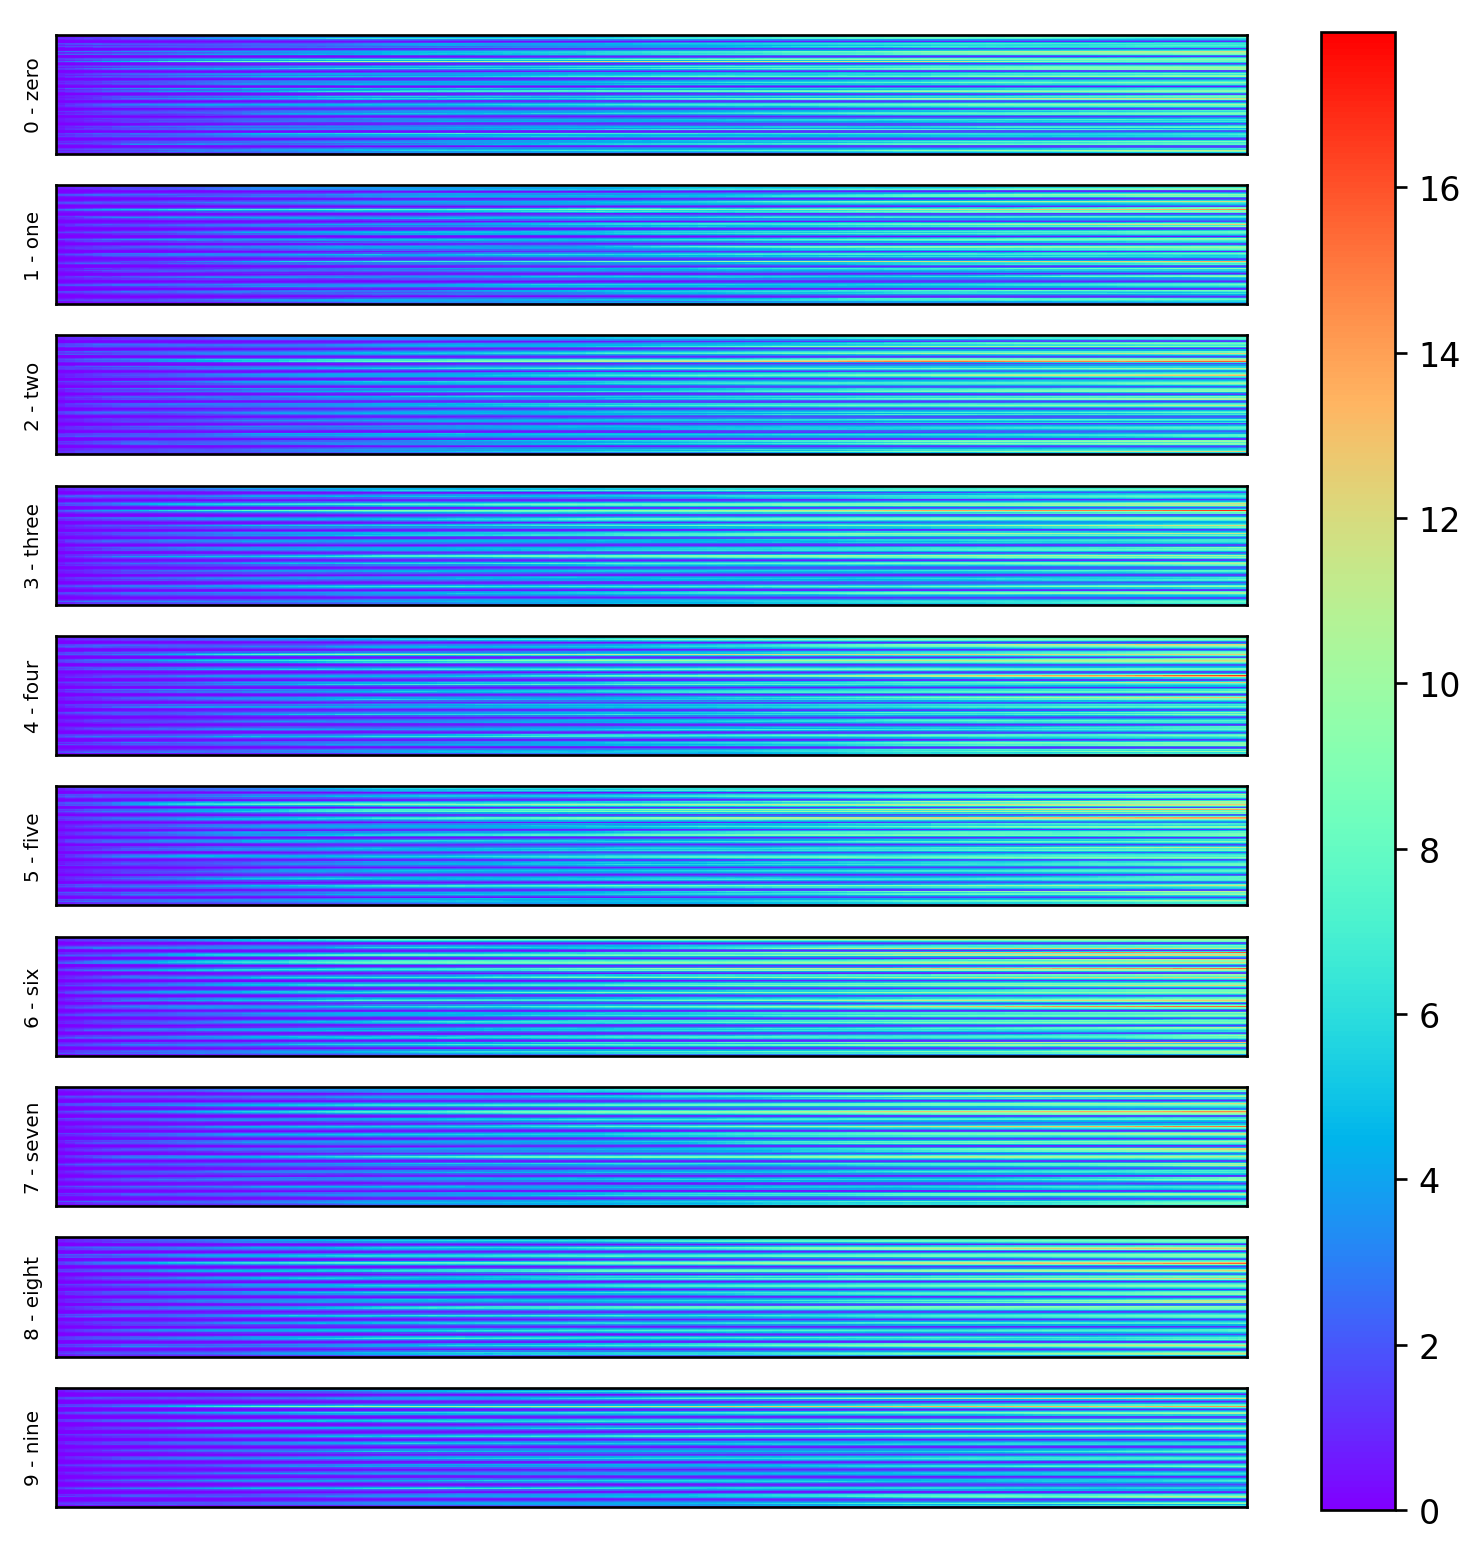 0 - zero
1 - one
2 - two
3 - three
4 - four
5 - five
6 - six
7 - seven
8 - eight
9 - nine
16
14
12
10
8
6
4
2
0